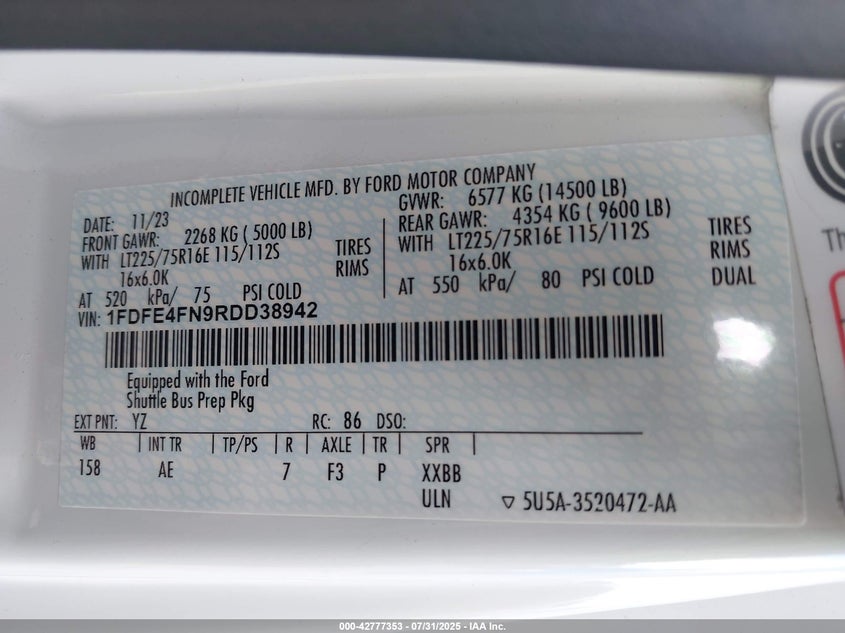 INCOMPLETE VEHICLE MFD. BY FORD MOTOR COMPANY
DATE: 11/23
FRONT GAWR: 2268 KG ( 5000 LB)
WITH LT225/75R16E 115/112S TIRES
16x6.0K RIMS
AT 520 kPa/ 75 PSI COLD
GVWR: 6577 KG (14500 LB)
REAR GAWR: 4354 KG ( 9600 LB)
WITH LT225/75R16E 115/112S TIRES
16x6.0K RIMS
AT 550 kPa/ 80 PSI COLD DUAL
VIN: 1FDFE4FN9RDD38942
Equipped with the Ford
Shuttle Bus Prep Pkg
EXT PNT: YZ RC: 86 DSO:
WB | INT TR | TP/PS | R | AXLE | TR | SPR |
158 AE 7 F3 P XXBB
ULN ▽ 5U5A-3520472-AA
Th
000-42777353 - 07/31/2025 - IAA Inc.